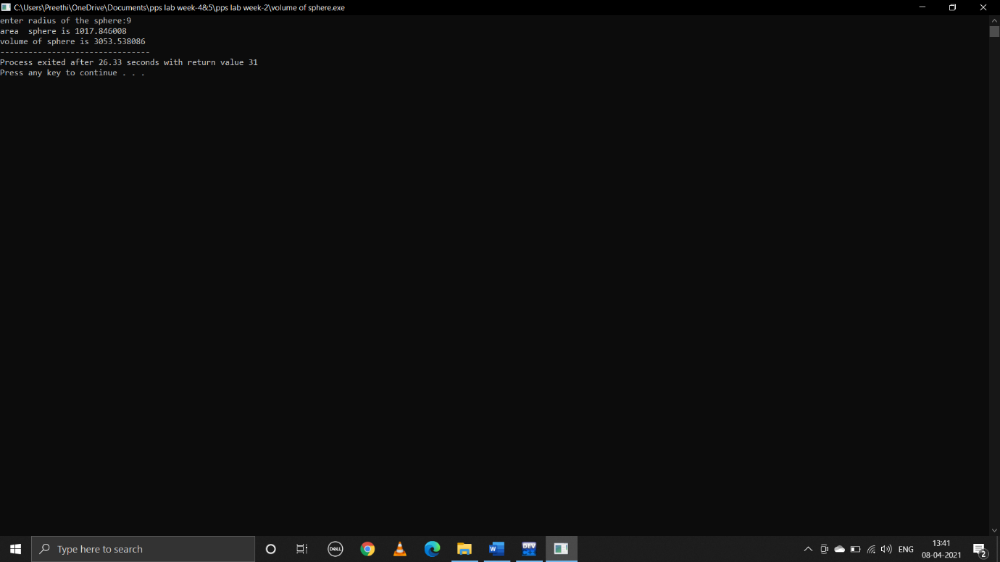 C:\Users\Preethi\OneDrive\Documents\pps lab week-4&5\pps lab week-2\volume of sphere.exe
enter radius of the sphere:9
area  sphere is 1017.846008
volume of sphere is 3053.538086
--------------------------------
Process exited after 26.33 seconds with return value 31
Press any key to continue . . .
Type here to search
DELL
W
DEV
C++
ENG
13:41
08-04-2021
2